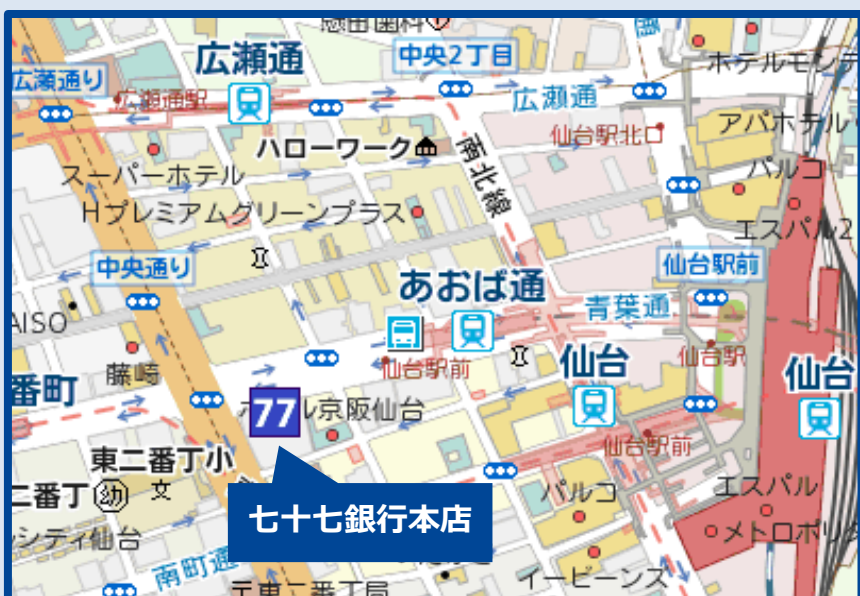 広瀬通
中央2丁目
広瀬通り
広瀬通駅
広瀬通
ホテルモンテ
仙台駅北口
アパホテル
ハローワーク
南北線
スーパーホテル
パルコ
Hプレミアムグリーンプラス
エスパル2
中央通り
仙台駅前
あおば通
青葉通
AISO
藤崎
仙台駅前
仙台
仙台駅
仙台
番町
77
ル京阪仙台
仙台駅前
東二番丁小
二番丁
幼
文
パルコ
エスパル
七十七銀行本店
シティ仙台
メトロポリタ
南町通
イービーンズ
〒東二番丁局